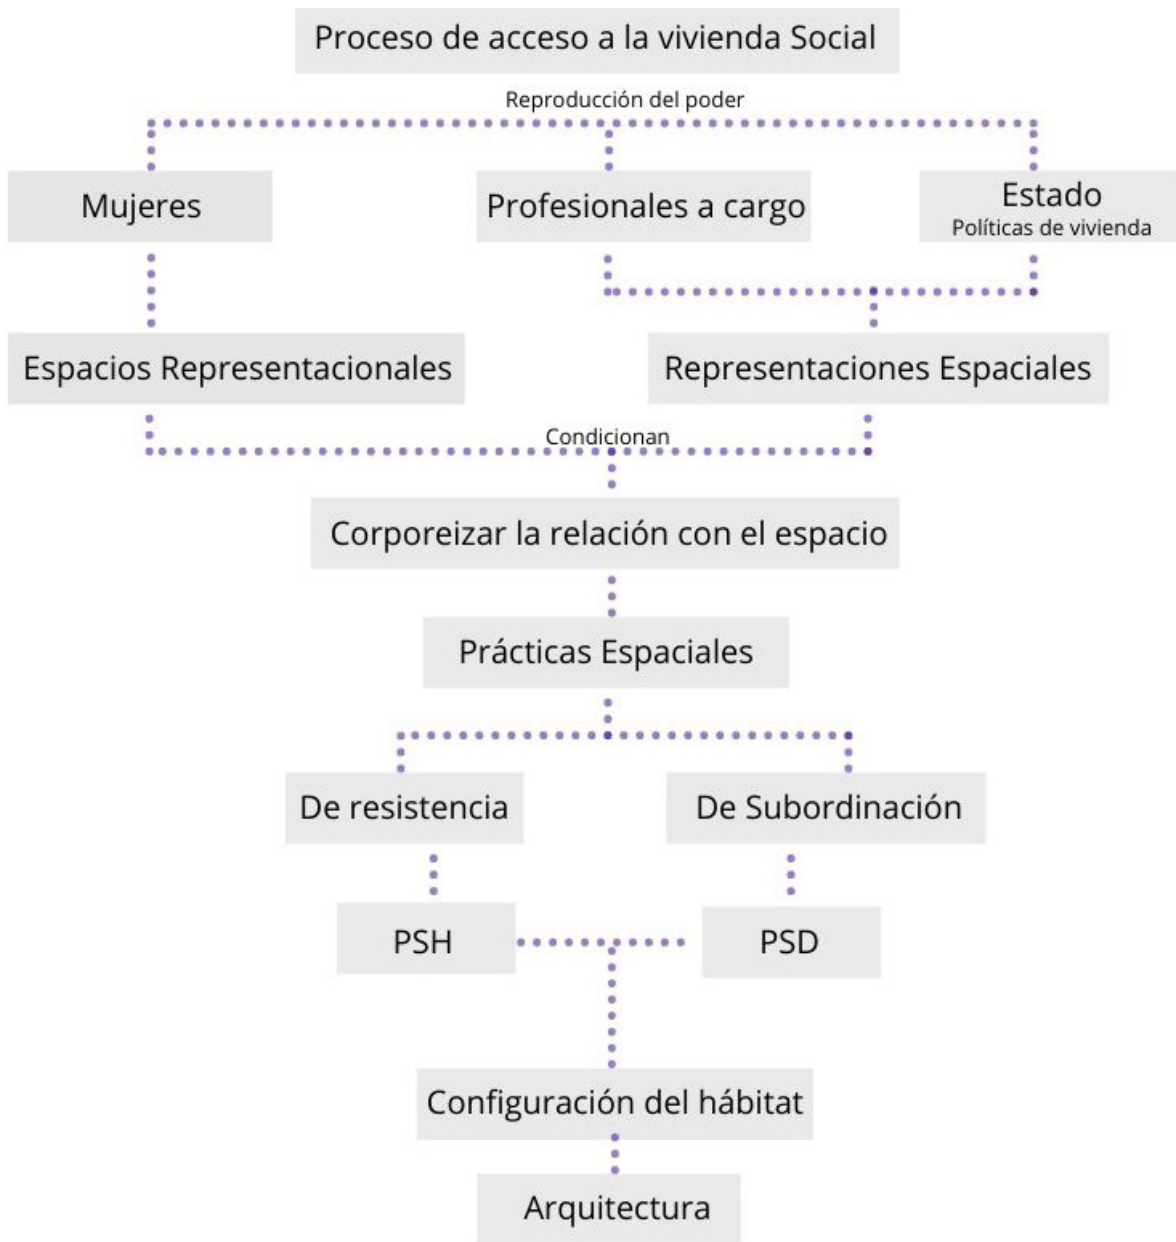 Proceso de acceso a la vivienda Social
Reproducción del poder
Mujeres
Profesionales a cargo
Estado
Políticas de vivienda
Espacios Representacionales
Representaciones Espaciales
Condicionan
Corporeizar la relación con el espacio
Prácticas Espaciales
De resistencia
De Subordinación
PSH
PSD
Configuración del hábitat
Arquitectura